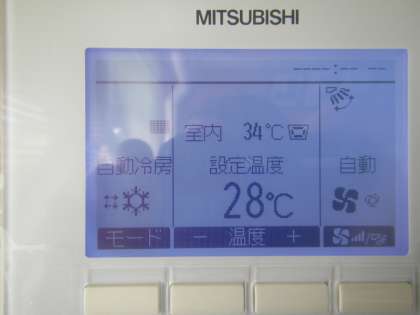 MITSUBISHI
室内 34℃
自動冷房 設定温度 自動
28℃
モード － 温度 ＋